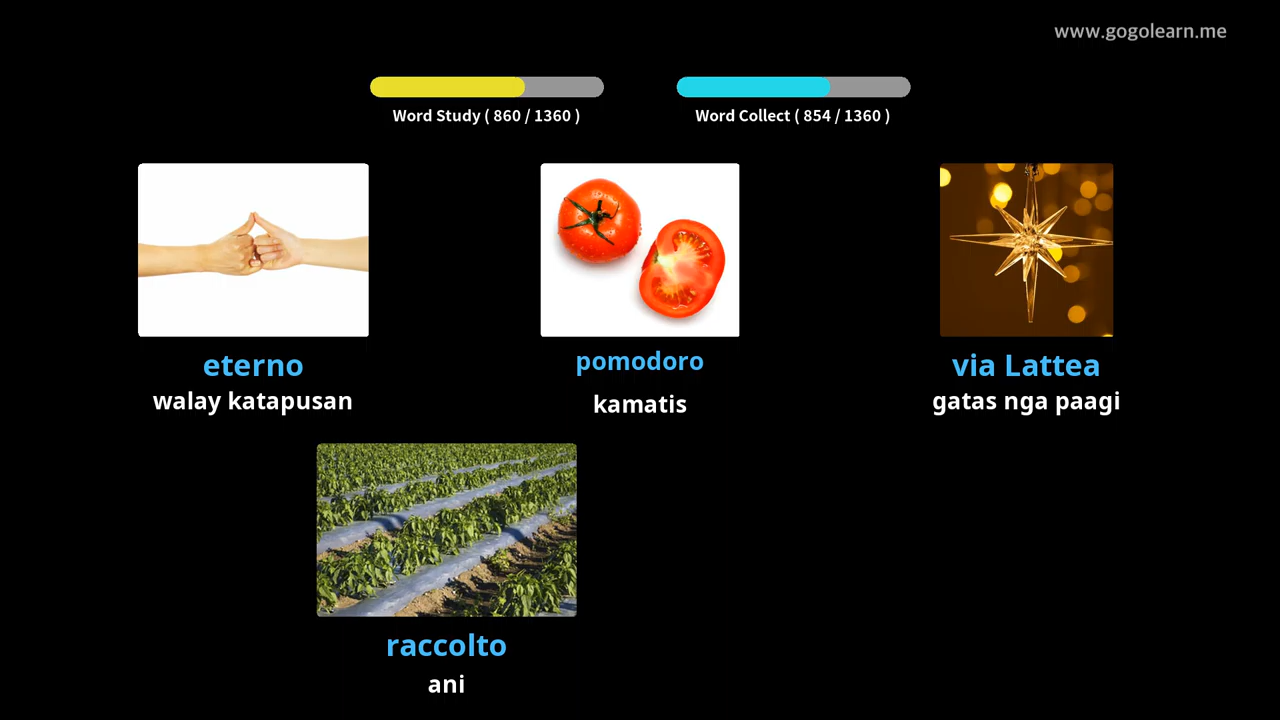 www.gogolearn.me
Word Study ( 860 / 1360 )
Word Collect ( 854 / 1360 )
eterno
walay katapusan
pomodoro
kamatis
via Lattea
gatas nga paagi
raccolto
ani